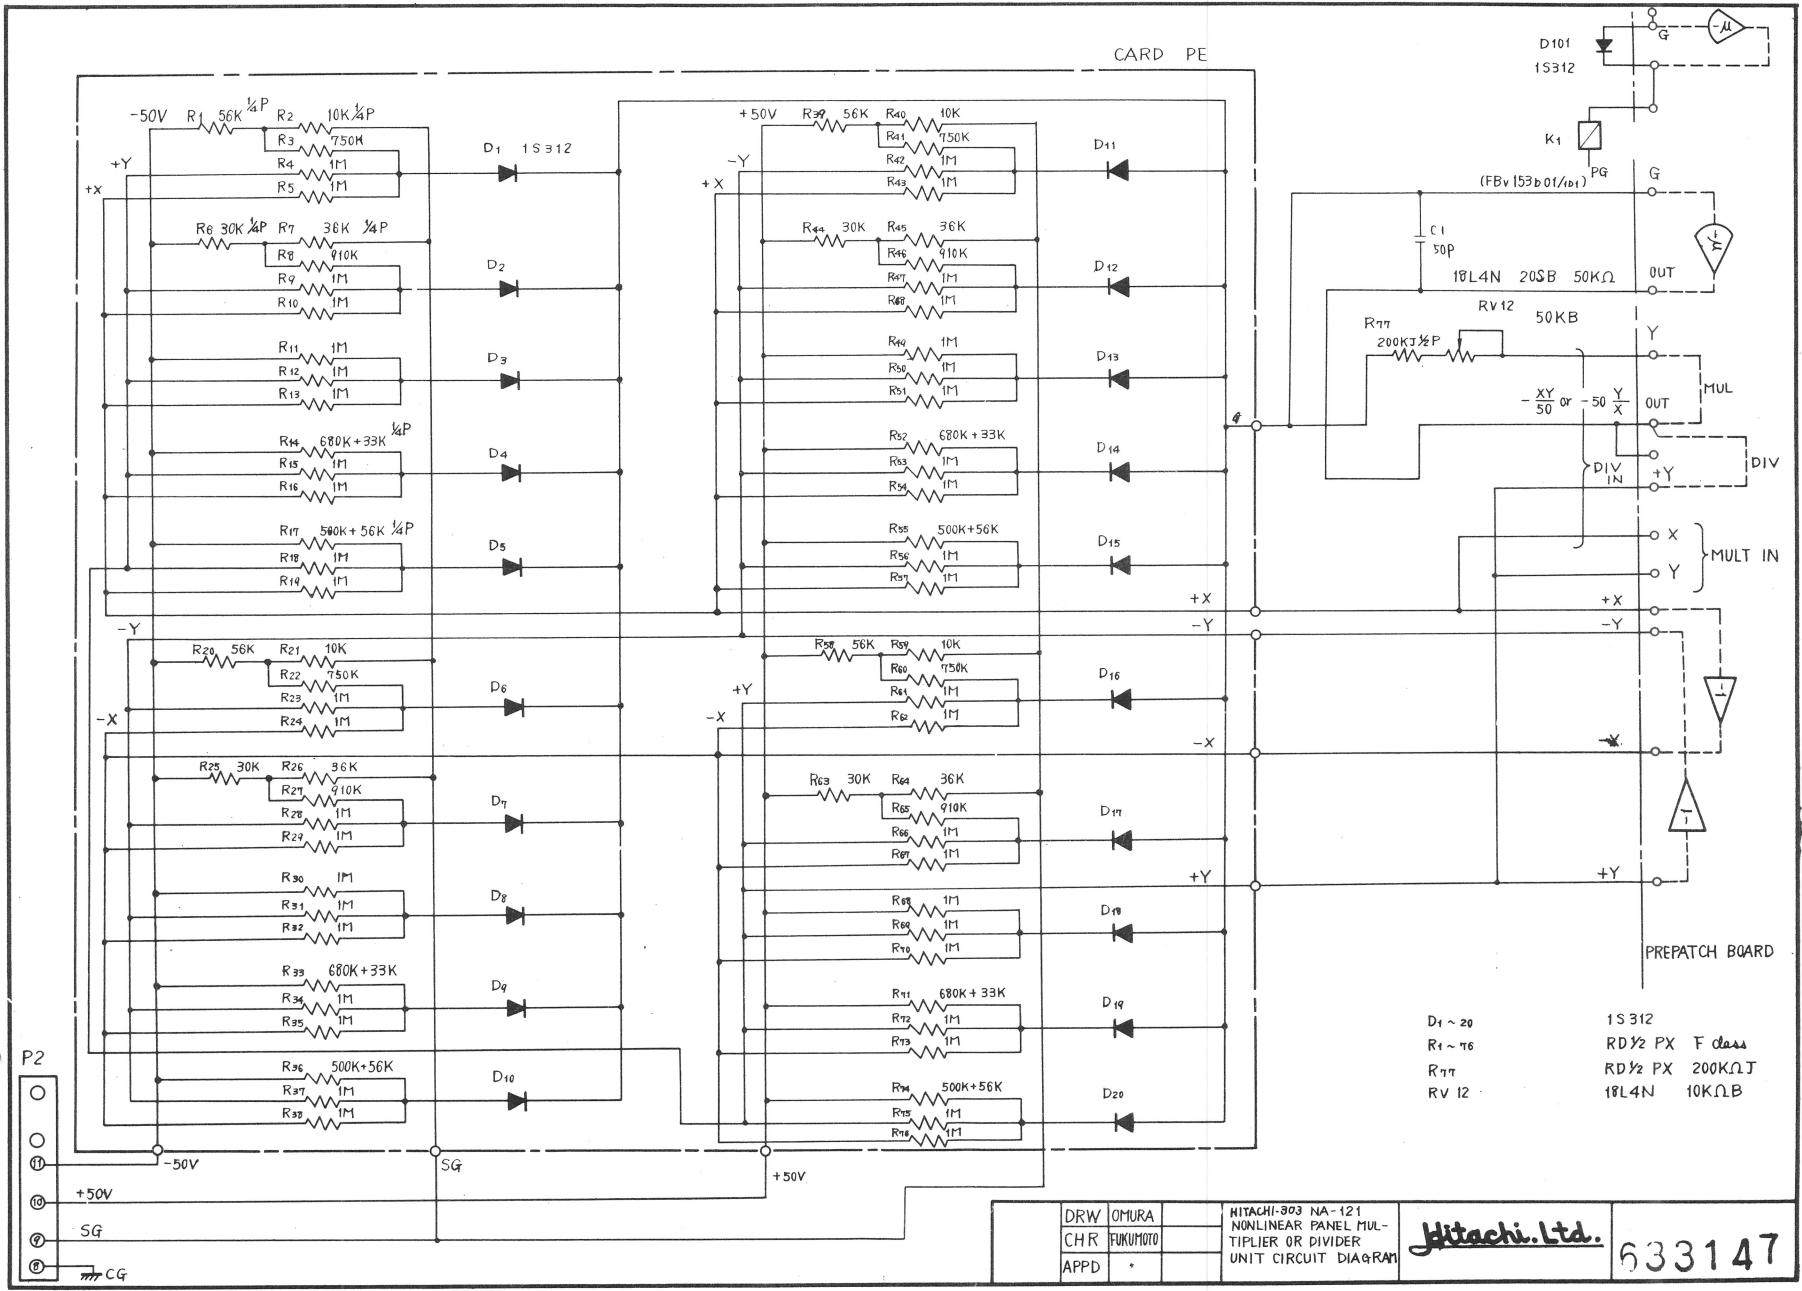 CARD PE
-50V
R1 56K ¼P
R2 10K ¼P
R3 750K
R4 1M
R5 1M
+Y
+X
D1 1S312
R6 30K ¼P
R7 36K ¼P
R8 910K
R9 1M
R10 1M
D2
R11 1M
R12 1M
R13 1M
D3
R14 680K+33K ¼P
R15 1M
R16 1M
D4
R17 500K+56K ¼P
R18 1M
R19 1M
D5
-Y
R20 56K
R21 10K
R22 750K
R23 1M
R24 1M
D6
-X
R25 30K
R26 36K
R27 910K
R28 1M
R29 1M
D7
R30 1M
R31 1M
R32 1M
D8
R33 680K+33K
R34 1M
R35 1M
D9
R36 500K+56K
R37 1M
R38 1M
D10
+50V
R39 56K
R40 10K
R41 750K
R42 1M
R43 1M
-Y
+X
D11
R44 30K
R45 36K
R46 910K
R47 1M
R48 1M
D12
R49 1M
R50 1M
R51 1M
D13
R52 680K+33K
R53 1M
R54 1M
D14
R55 500K+56K
R56 1M
R57 1M
D15
+X
-Y
R58 56K
R59 10K
R60 750K
R61 1M
R62 1M
D16
+Y
-X
-X
R63 30K
R64 36K
R65 910K
R66 1M
R67 1M
D17
+Y
R68 1M
R69 1M
R70 1M
D18
R71 680K+33K
R72 1M
R73 1M
D19
R74 500K+56K
R75 1M
R76 1M
D20
D101
1S312
G
-μ
K1
PG
G
(FBv153b01/101)
C1
50P
-μ
18L4N 20SB 50KΩ
OUT
RV12
50KB
R77
200KJ ½P
Y
MUL
- XY/50 or -50 Y/X
OUT
G
DIV IN
+Y
DIV
X
Y
MULT IN
+X
-Y
-1
-X
-1
+Y
PREPATCH BOARD
D1~20 1S312
R1~76 RD½ PX F class
R77 RD½ PX 200KΩJ
RV12 18L4N 10KΩB
P2
11
-50V
SG
+50V
10
+50V
9
SG
8
CG
DRW OMURA
CHR FUKUMOTO
APPD "
HITACHI-303 NA-121
NONLINEAR PANEL MUL-
TIPLIER OR DIVIDER
UNIT CIRCUIT DIAGRAM
Hitachi.Ltd.
633147